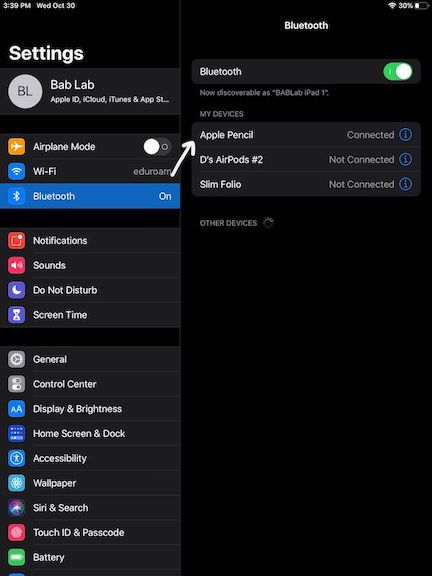 3:39 PM Wed Oct 30
30%
Settings
BL
Bab Lab
Apple ID, iCloud, iTunes & App St...
Airplane Mode
Wi-Fi eduroam
Bluetooth On
Notifications
Sounds
Do Not Disturb
Screen Time
General
Control Center
AA Display & Brightness
Home Screen & Dock
Accessibility
Wallpaper
Siri & Search
Touch ID & Passcode
Battery
Bluetooth
Bluetooth
Now discoverable as “BABLab iPad 1”.
MY DEVICES
Apple Pencil Connected
D's AirPods #2 Not Connected
Slim Folio Not Connected
OTHER DEVICES